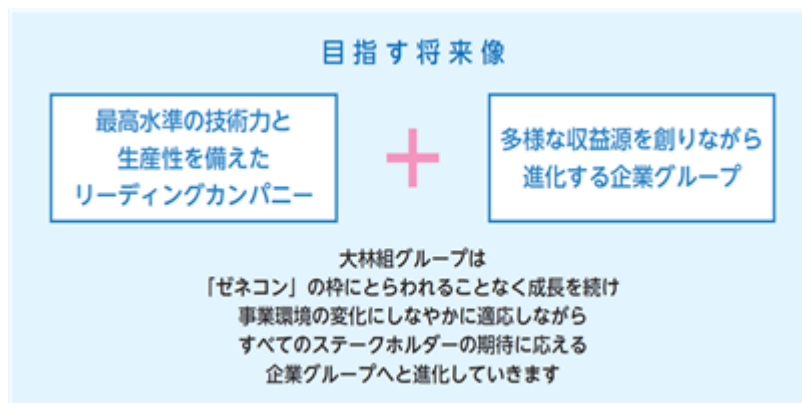 目指す将来像
最高水準の技術力と
生産性を備えた
リーディングカンパニー
+
多様な収益源を創りながら
進化する企業グループ
大林組グループは
「ゼネコン」の枠にとらわれることなく成長を続け
事業環境の変化にしなやかに適応しながら
すべてのステークホルダーの期待に応える
企業グループへと進化していきます